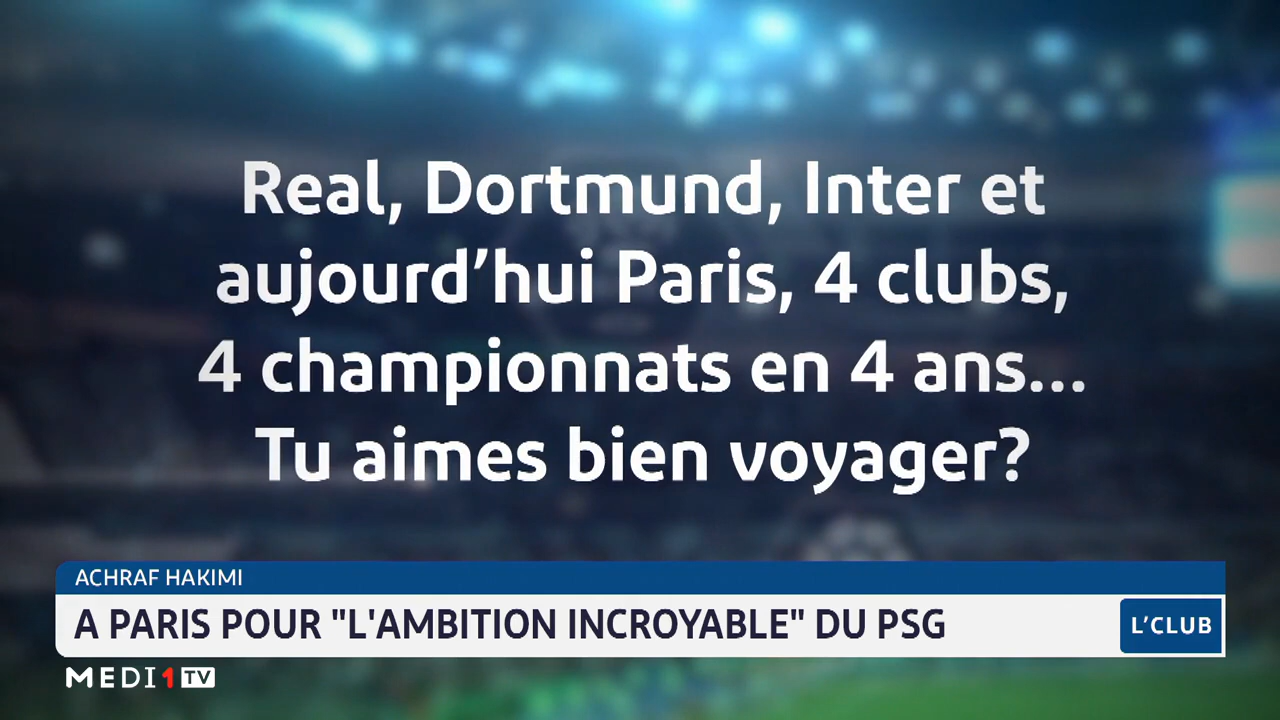 Real, Dortmund, Inter et
aujourd’hui Paris, 4 clubs,
4 championnats en 4 ans...
Tu aimes bien voyager?
ACHRAF HAKIMI
A PARIS POUR "L'AMBITION INCROYABLE" DU PSG
L’CLUB
MEDI1TV